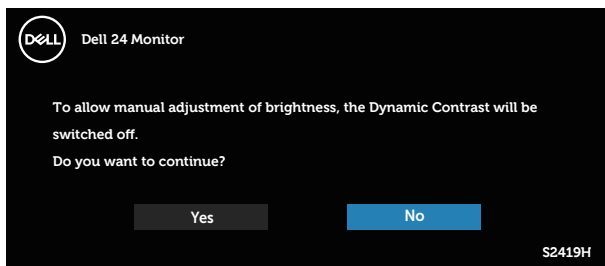 DELL
Dell 24 Monitor
To allow manual adjustment of brightness, the Dynamic Contrast will be
switched off.
Do you want to continue?
Yes
No
S2419H